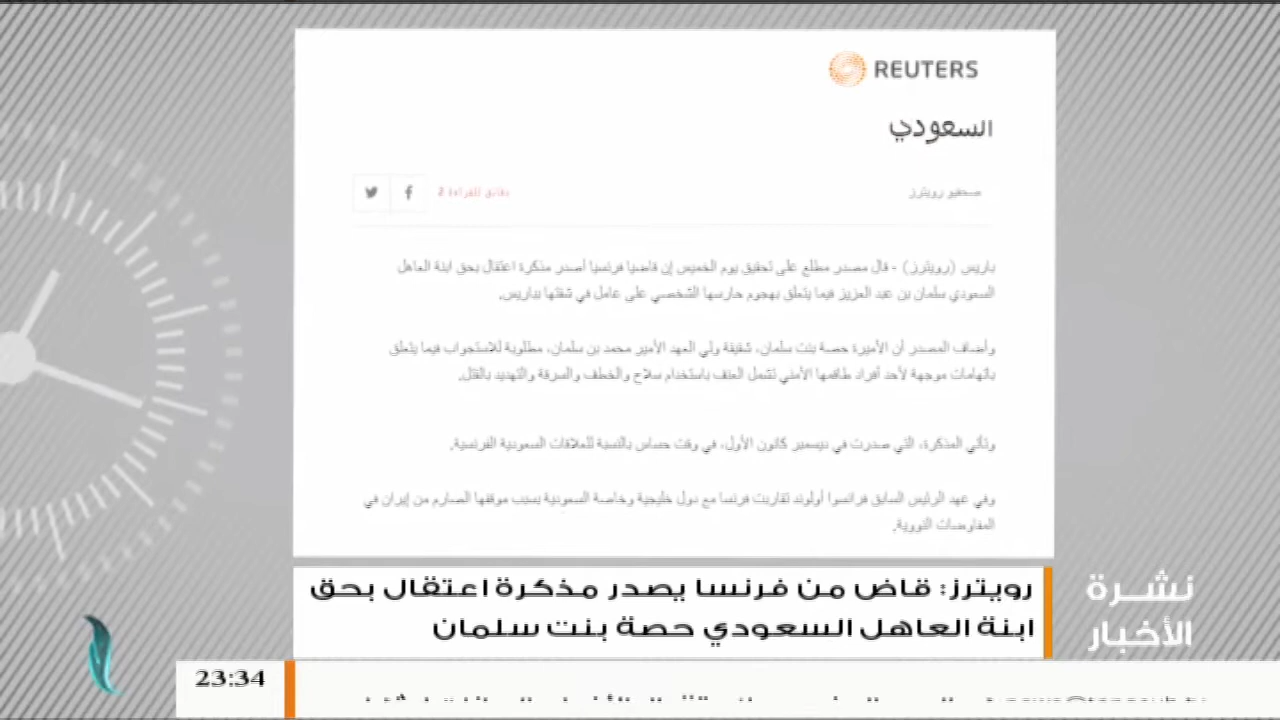 REUTERS
السعودي
صحفيو رويترز
2 دقائق (للقراءة)
باريس (رويترز) - قال مصدر مطلع على تحقيق يوم الخميس إن قاضيا فرنسيا أصدر مذكرة اعتقال بحق ابنة العاهل
السعودي سلمان بن عبد العزيز فيما يتعلق بهجوم حارسها الشخصي على عامل في شقتها بباريس.
وأضاف المصدر أن الأميرة حصة بنت سلمان، شقيقة ولي العهد الأمير محمد بن سلمان، مطلوبة للاستجواب فيما يتعلق
باتهامات موجهة لأحد أفراد طاقمها الأمني تشمل العنف باستخدام سلاح والخطف والسرقة والتهديد بالقتل.
وتأتي المذكرة، التي صدرت في ديسمبر كانون الأول، في وقت حساس بالنسبة للعلاقات السعودية الفرنسية.
وفي عهد الرئيس السابق فرانسوا أولوند تقاربت فرنسا مع دول خليجية وخاصة السعودية بسبب موقفها الصارم من إيران في
المفاوضات النووية.
رويترز: قاض من فرنسا يصدر مذكرة اعتقال بحق
ابنة العاهل السعودي حصة بنت سلمان
نشرة
الأخبار
23:34